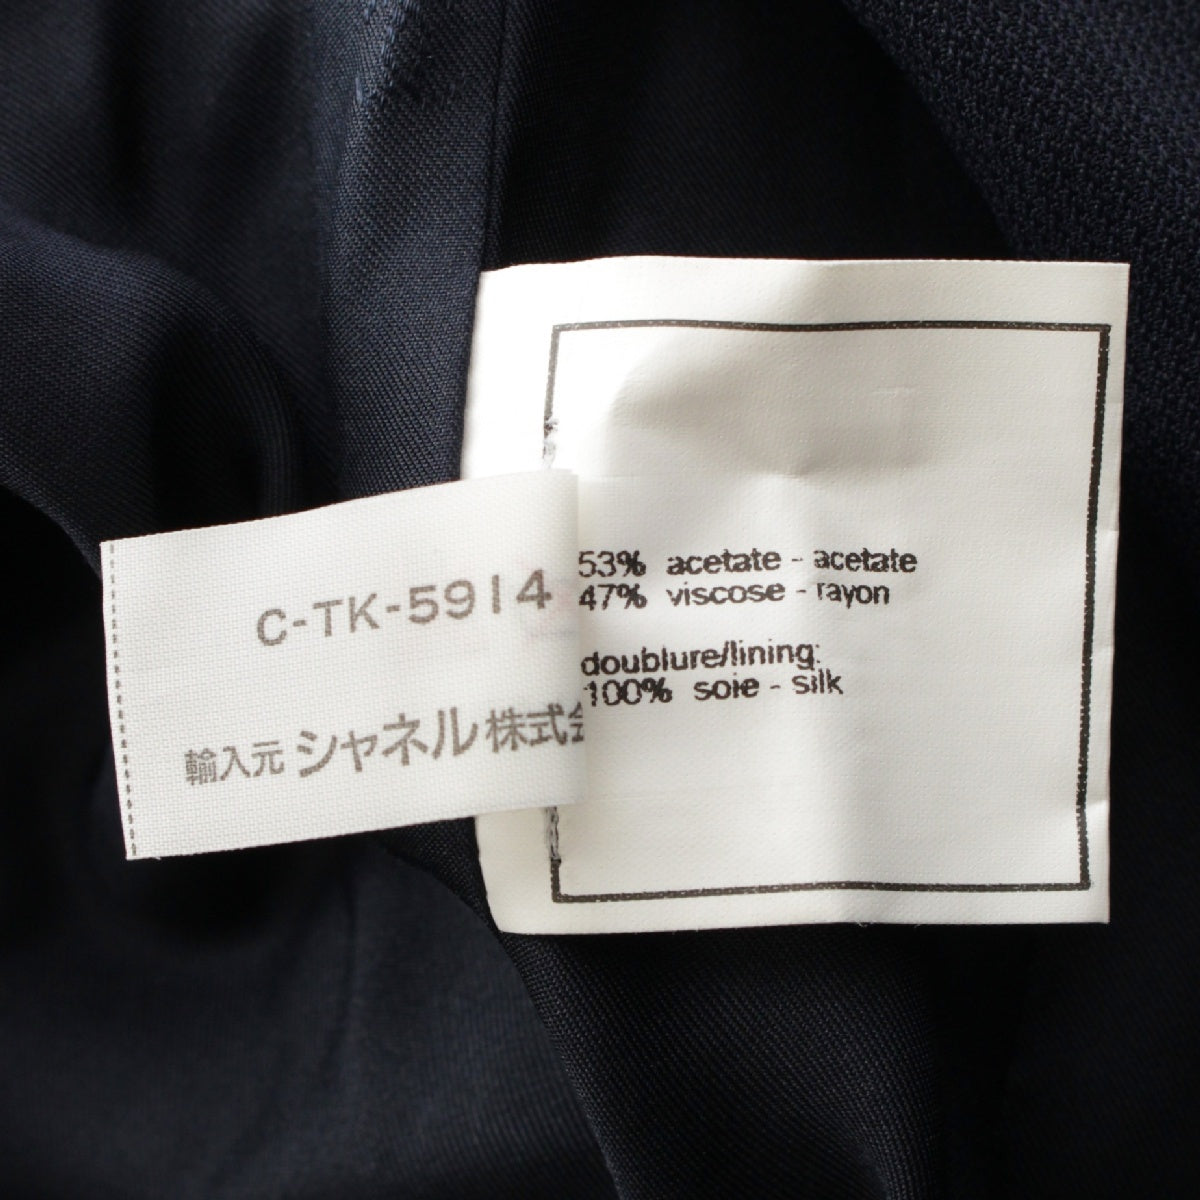 C-TK-5914
輸入元 シャネル 株式会
53% acetate - acetate
47% viscose - rayon
doublure/lining:
100% soie - silk